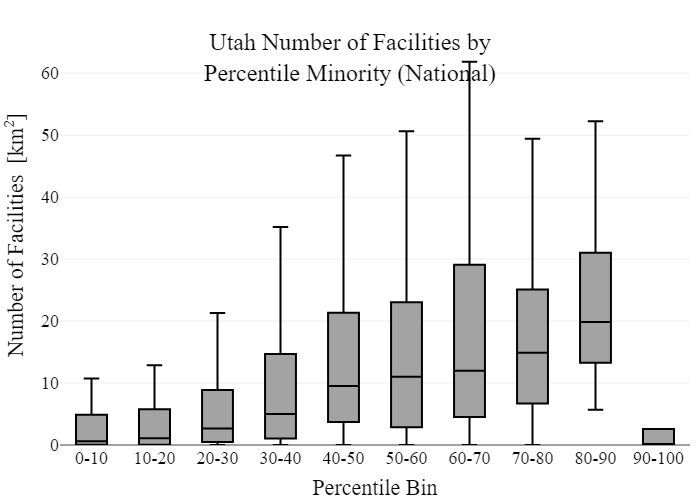 Utah Number of Facilities by
Percentile Minority (National)
Number of Facilities [km²]
60
50
40
30
20
10
0
0-10 10-20 20-30 30-40 40-50 50-60 60-70 70-80 80-90 90-100
Percentile Bin